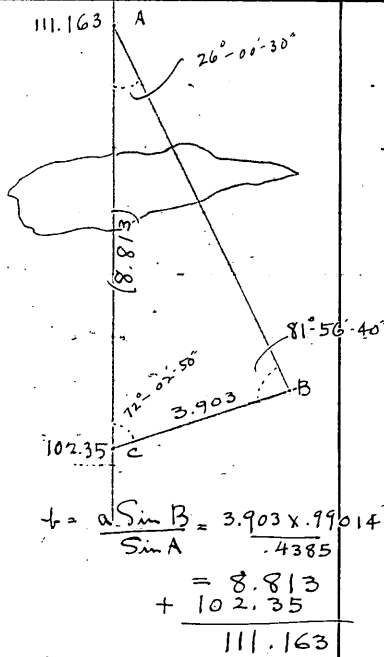 111.163 A
26°-00'-30"
(8.813)
81°-56'-40"
72°-02'-50"
3.903
B
102.35 C
b = a Sin B / Sin A = 3.903 x .99014 / .4385
= 8.813
+ 102.35
111.163